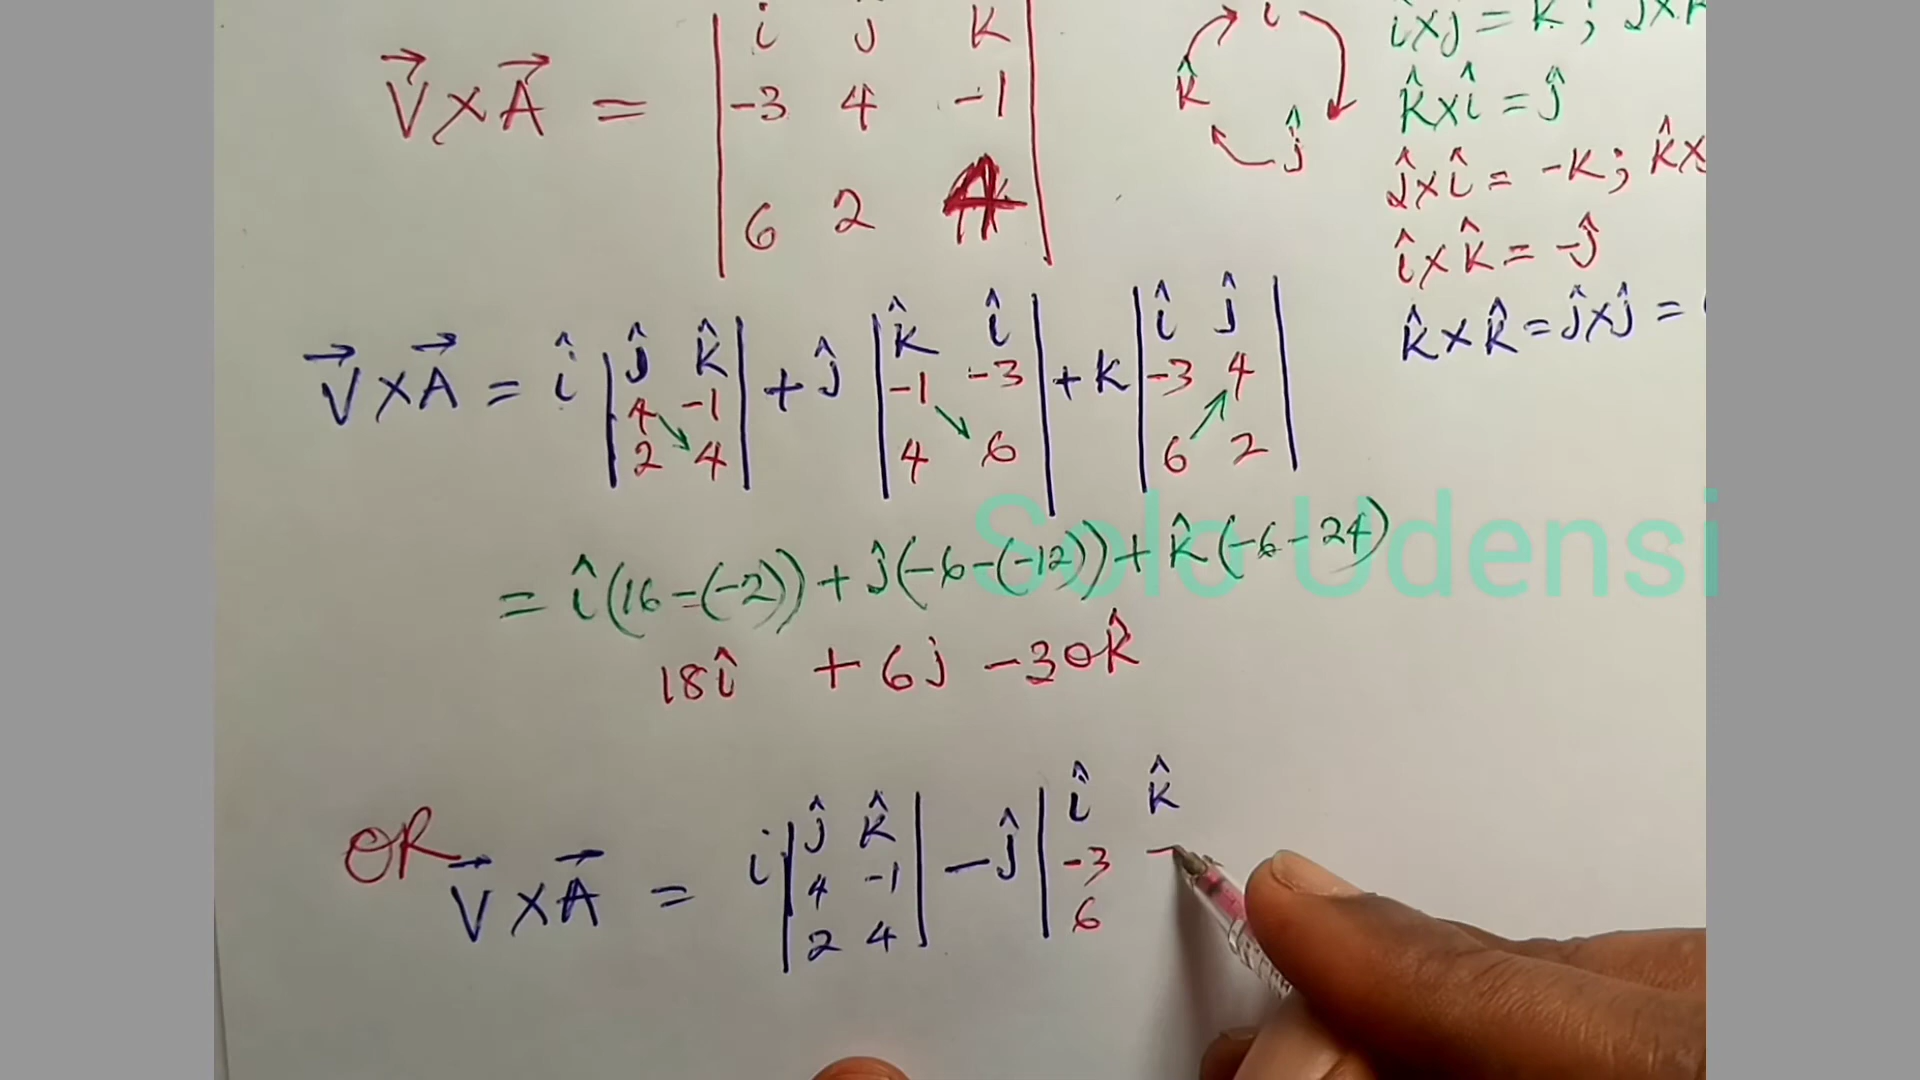 i j k
V⃗ × A⃗ = | -3 4 -1 |
6 2 4
i
k̂ ĵ
i × j = k ; j × k
k̂ × î = ĵ
ĵ × î = -k ; k̂ ×
î × k̂ = -ĵ
k̂ × k̂ = ĵ × ĵ =
V⃗ × A⃗ = î | ĵ k̂ | + ĵ | k̂ î | + k | î ĵ |
4 -1 -1 -3 -3 4
2 4 4 6 6 2
Solo Udensi
= î(16-(-2)) + ĵ(-6-(-12)) + k̂(-6-24)
18î + 6j - 30k̂
OR
V⃗ × A⃗ = i | ĵ k̂ | - ĵ | î k̂
4 -1 -3 -
2 4 6